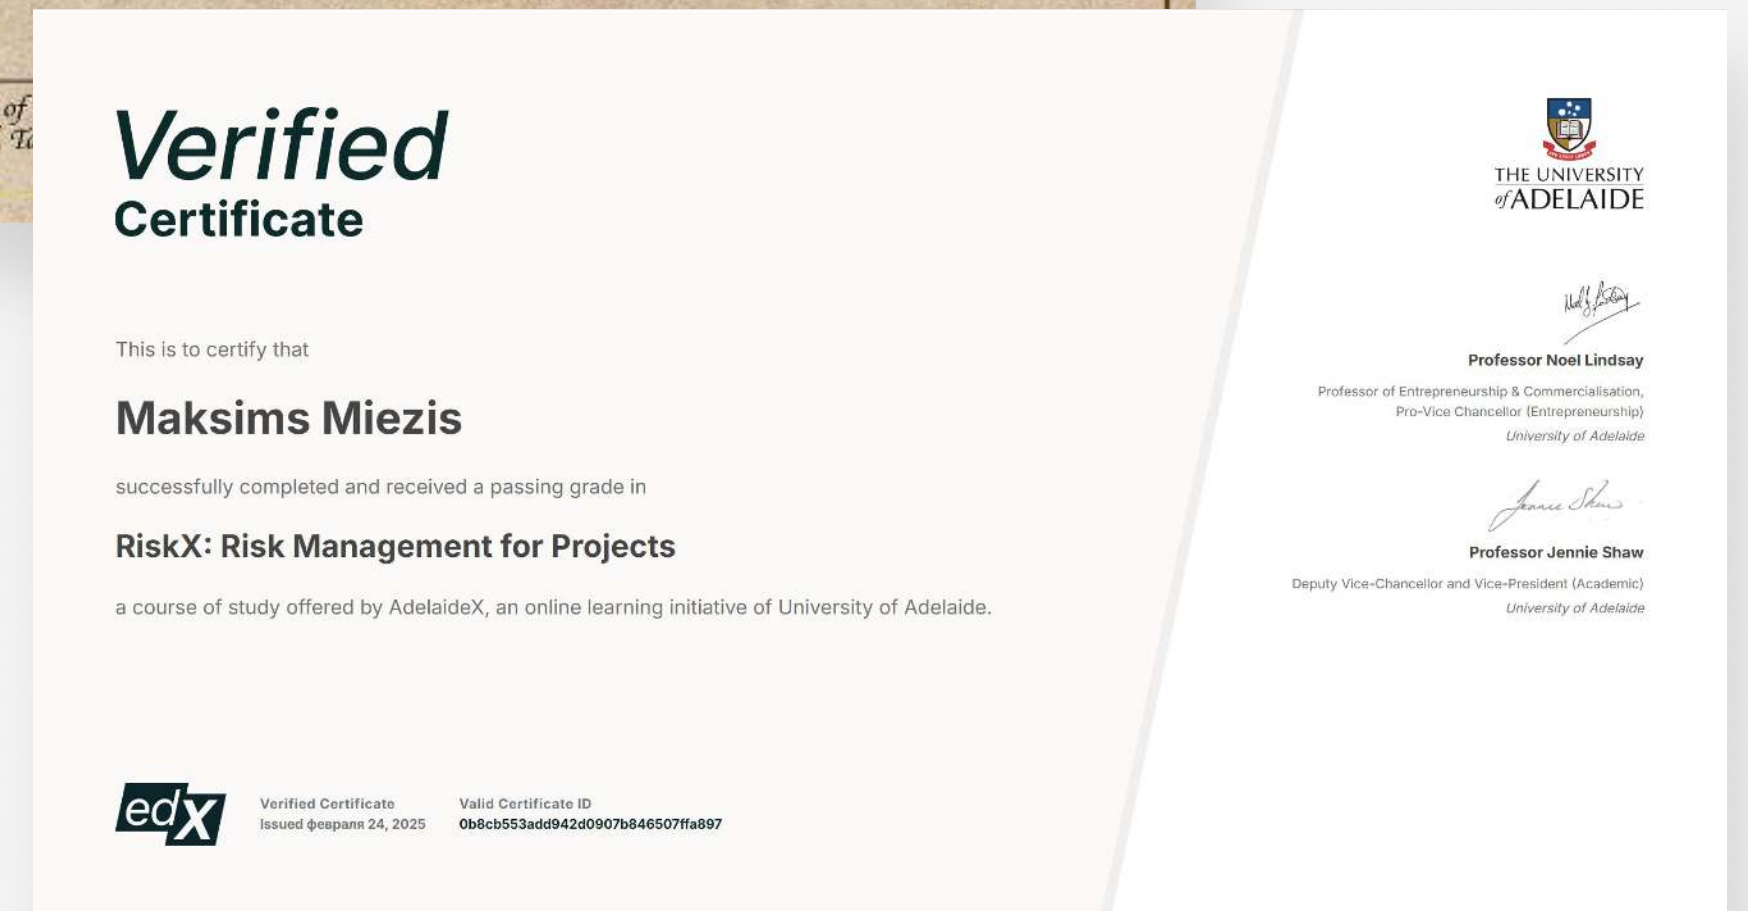 of
Verified
Certificate
This is to certify that
Maksims Miezis
successfully completed and received a passing grade in
RiskX: Risk Management for Projects
a course of study offered by AdelaideX, an online learning initiative of University of Adelaide.
edX
Verified Certificate
Issued февраля 24, 2025
Valid Certificate ID
0b8cb553add942d0907b846507ffa897
THE UNIVERSITY
of ADELAIDE
Professor Noel Lindsay
Professor of Entrepreneurship & Commercialisation,
Pro-Vice Chancellor (Entrepreneurship)
University of Adelaide
Professor Jennie Shaw
Deputy Vice-Chancellor and Vice-President (Academic)
University of Adelaide